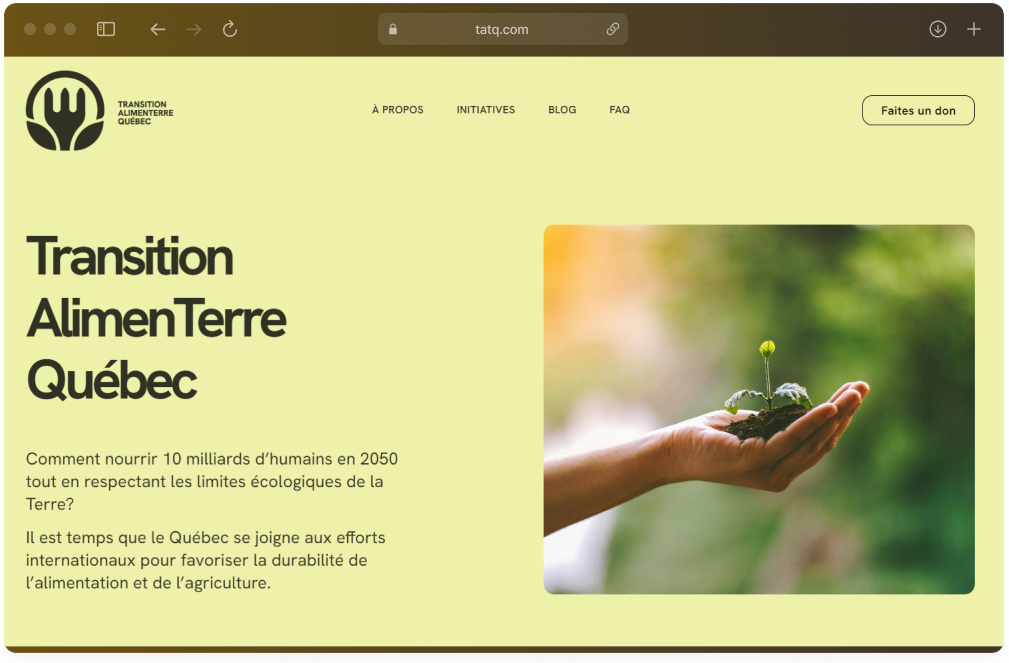 tatq.com
TRANSITION
ALIMENTERRE
QUÉBEC
À PROPOS
INITIATIVES
BLOG
FAQ
Faites un don
Transition
AlimenTerre
Québec
Comment nourrir 10 milliards d’humains en 2050
tout en respectant les limites écologiques de la
Terre?
Il est temps que le Québec se joigne aux efforts
internationaux pour favoriser la durabilité de
l’alimentation et de l’agriculture.